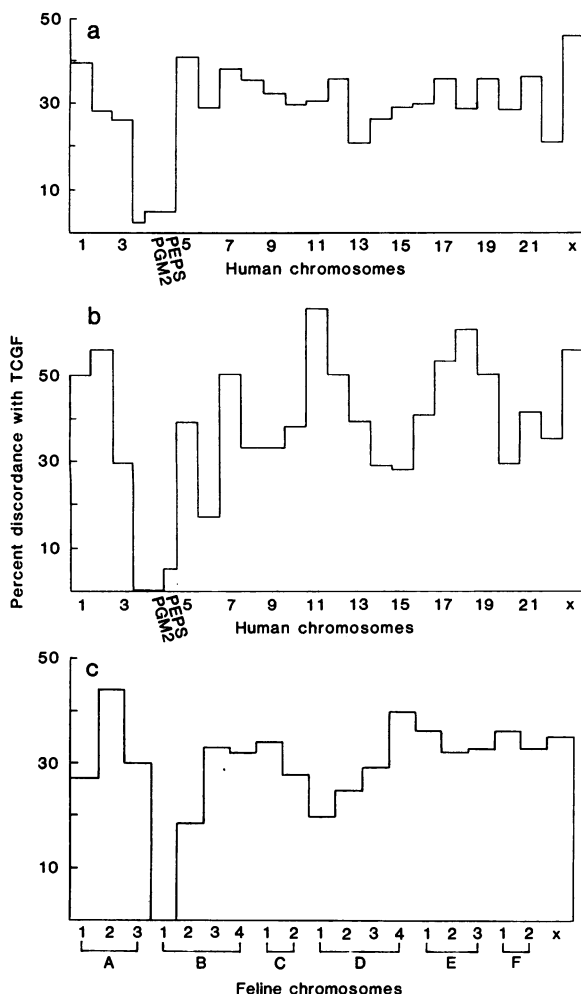 Percent discordance with TCGF
a
50
30
10
1 3 PGM2 PEPS 5 7 9 11 13 15 17 19 21 x
Human chromosomes
b
50
30
10
1 3 PGM2 PEPS 5 7 9 11 13 15 17 19 21 x
Human chromosomes
c
50
30
10
1 2 3 1 2 3 4 1 2 1 2 3 4 1 2 3 1 2 x
A B C D E F
Feline chromosomes